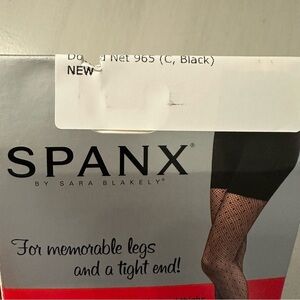 Net 965 (C, Black)
NEW
SPANX®
BY SARA BLAKELY®
For memorable legs
and a tight end!